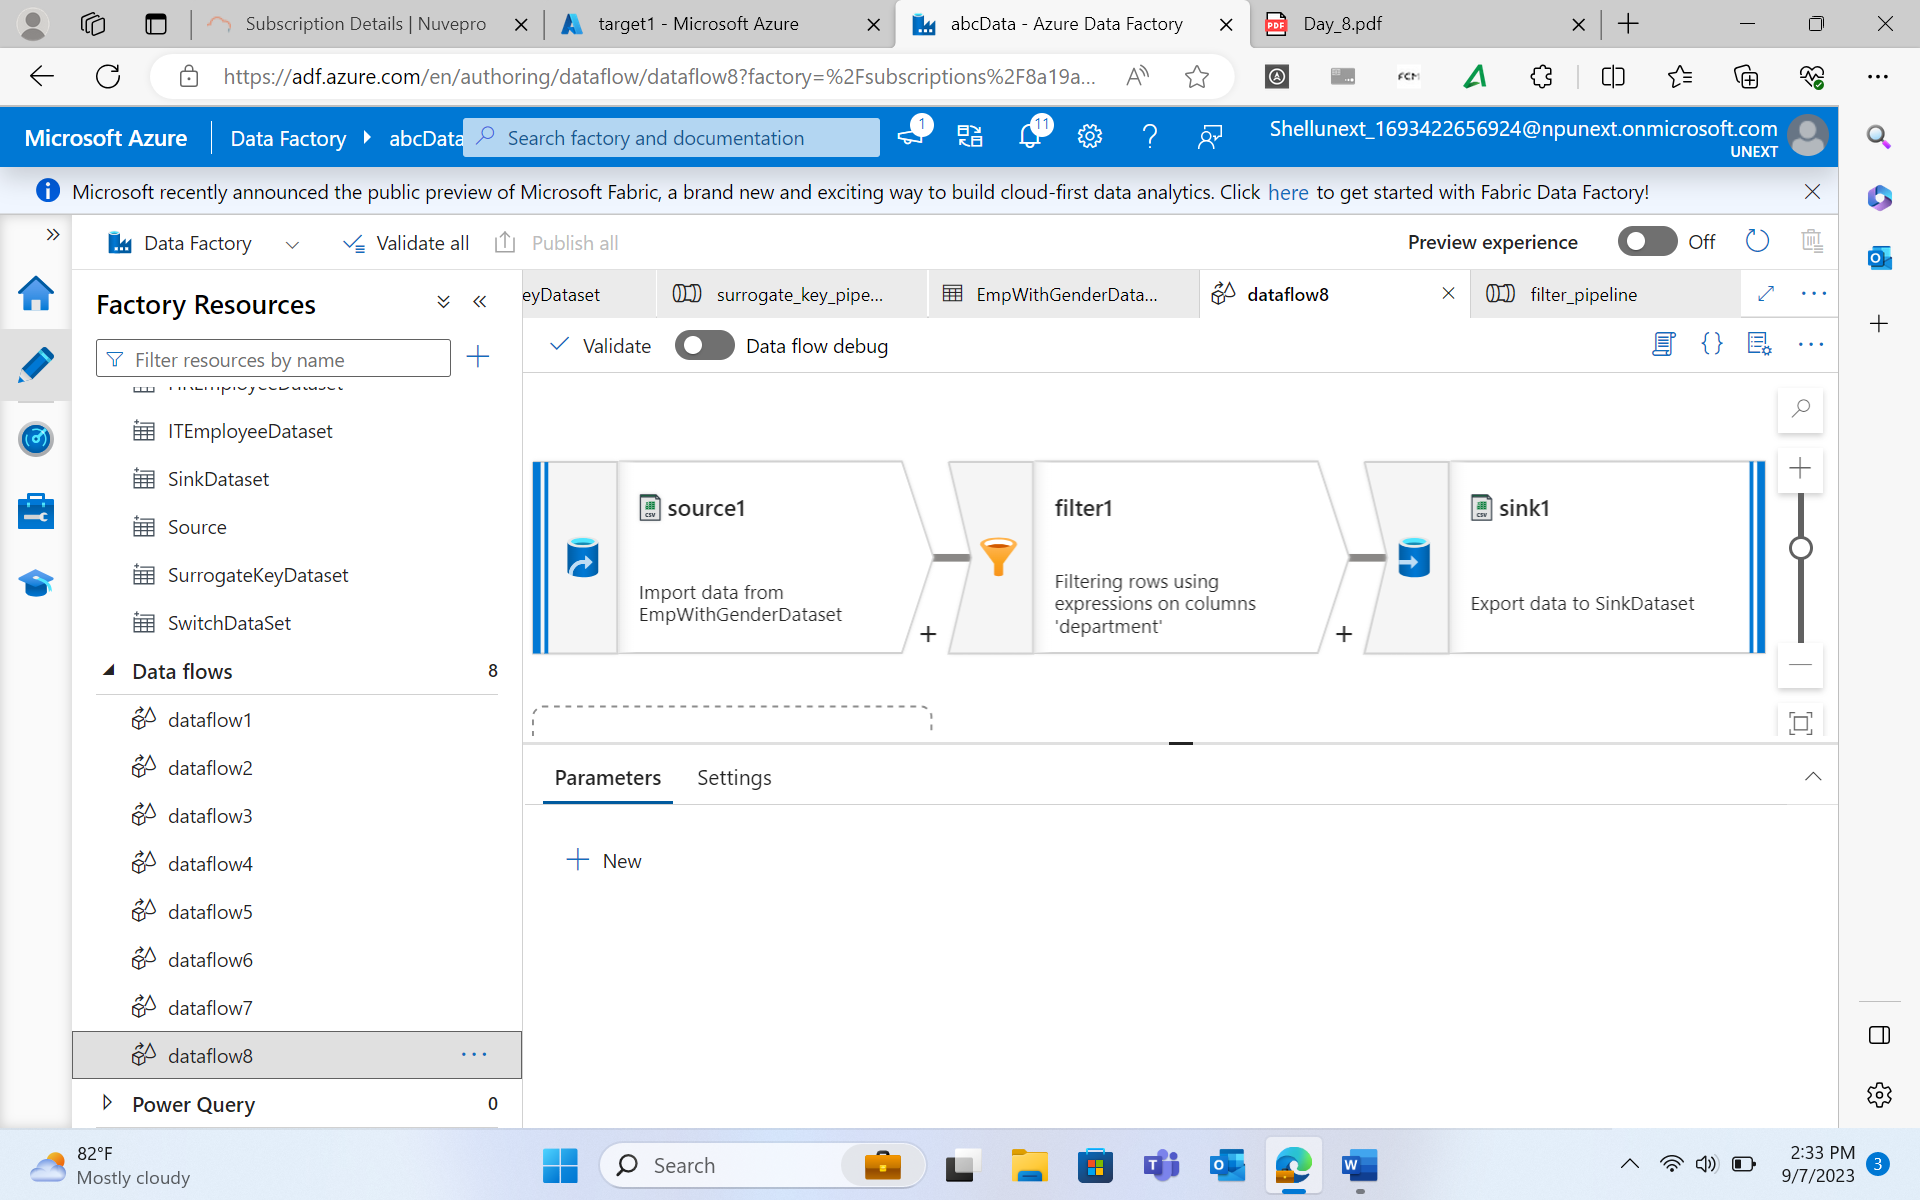 Subscription Details | Nuvepro
target1 - Microsoft Azure
abcData - Azure Data Factory
Day_8.pdf
https://adf.azure.com/en/authoring/dataflow/dataflow8?factory=%2Fsubscriptions%2F8a19a...
Microsoft Azure
Data Factory
abcData
Search factory and documentation
1
11
Shellunext_1693422656924@npunext.onmicrosoft.com
UNEXT
Microsoft recently announced the public preview of Microsoft Fabric, a brand new and exciting way to build cloud-first data analytics. Click here to get started with Fabric Data Factory!
Data Factory
Validate all
Publish all
Preview experience
Off
Factory Resources
Filter resources by name
HREmployeeDataset
ITEmployeeDataset
SinkDataset
Source
SurrogateKeyDataset
SwitchDataSet
Data flows
8
dataflow1
dataflow2
dataflow3
dataflow4
dataflow5
dataflow6
dataflow7
dataflow8
Power Query
0
eyDataset
surrogate_key_pipe...
EmpWithGenderData...
dataflow8
filter_pipeline
Validate
Data flow debug
source1
Import data from
EmpWithGenderDataset
filter1
Filtering rows using
expressions on columns
'department'
sink1
Export data to SinkDataset
Parameters
Settings
New
82°F
Mostly cloudy
Search
2:33 PM
9/7/2023
3